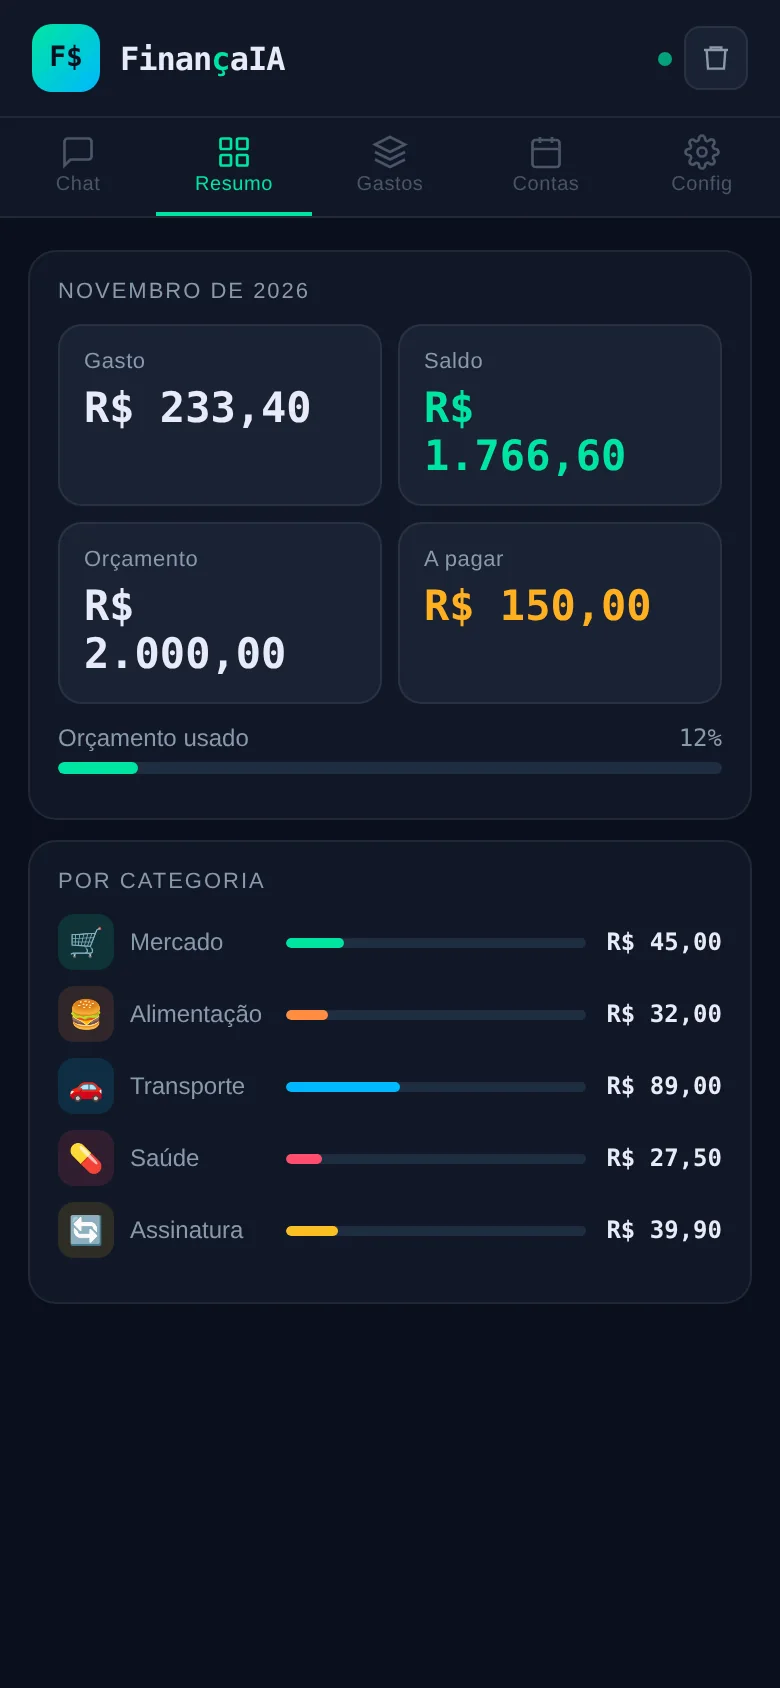 F$ FinançaIA
Chat Resumo Gastos Contas Config
NOVEMBRO DE 2026
Gasto
R$ 233,40
Saldo
R$
1.766,60
Orçamento
R$
2.000,00
A pagar
R$ 150,00
Orçamento usado 12%
POR CATEGORIA
Mercado R$ 45,00
Alimentação R$ 32,00
Transporte R$ 89,00
Saúde R$ 27,50
Assinatura R$ 39,90